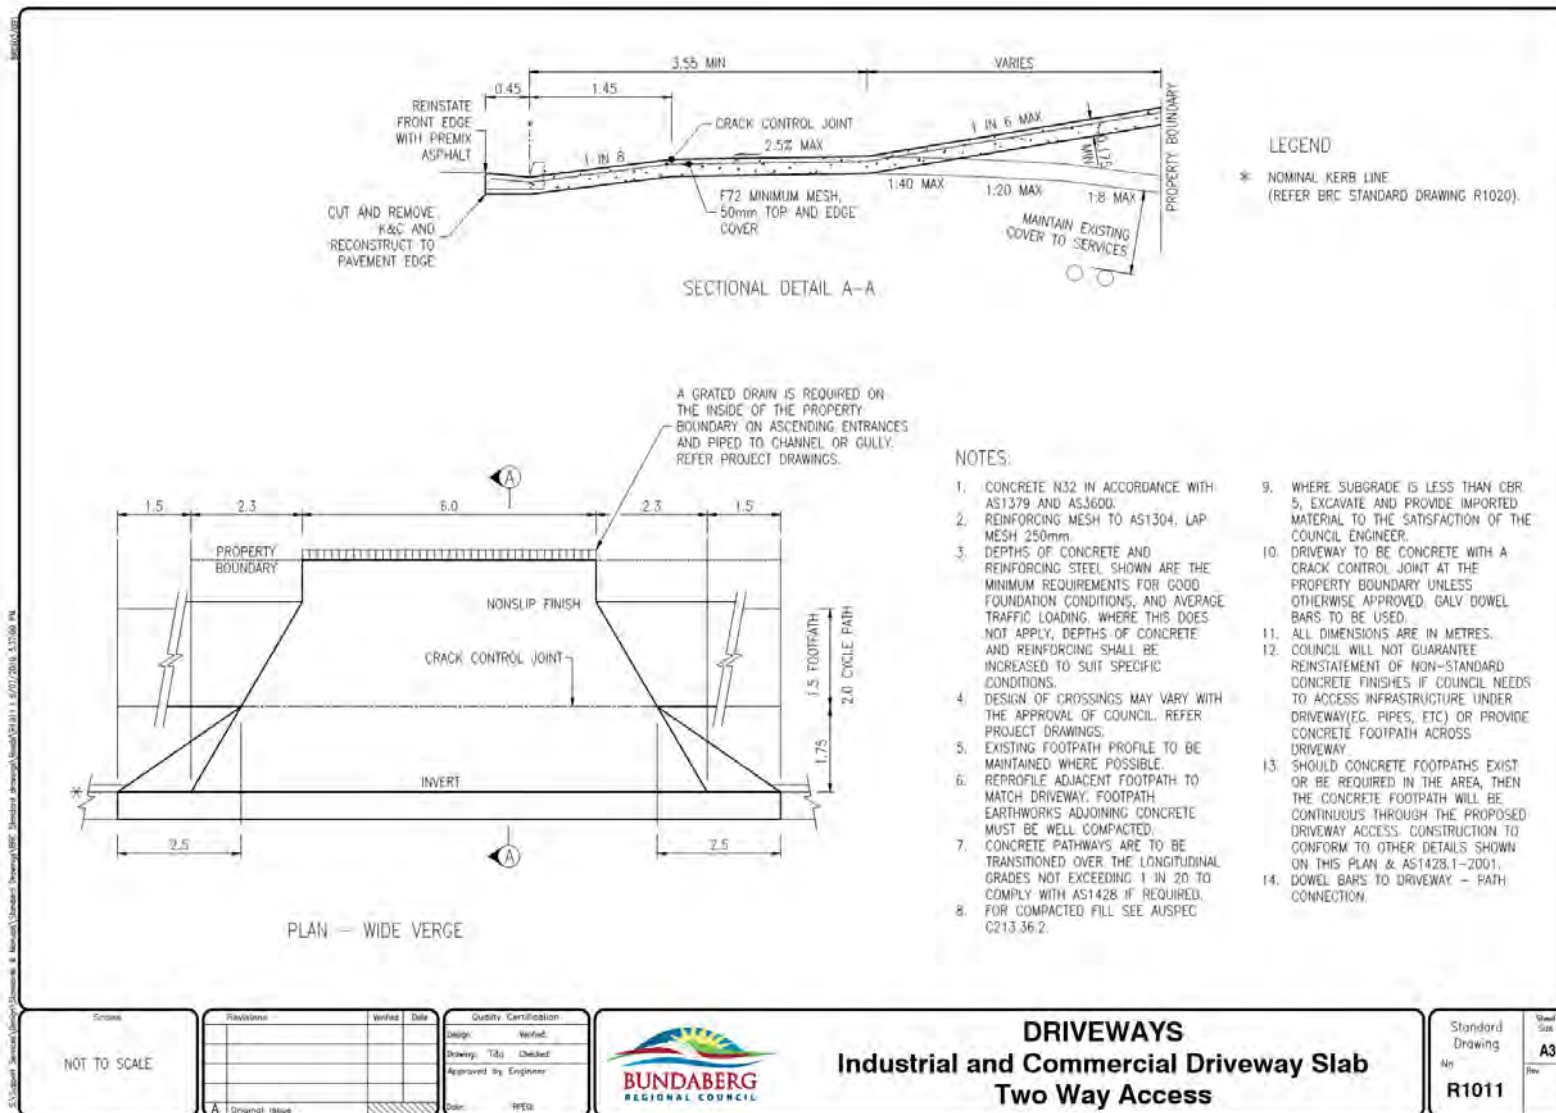 3.55 MIN
VARIES
0.45
1.45
REINSTATE
FRONT EDGE
WITH PREMIX
ASPHALT
CRACK CONTROL JOINT
1 IN 8
2.5% MAX
1 IN 6 MAX
0.175
MIN
PROPERTY BOUNDARY
CUT AND REMOVE
K&C AND
RECONSTRUCT TO
PAVEMENT EDGE
F72 MINIMUM MESH,
50mm TOP AND EDGE
COVER
1:40 MAX
1:20 MAX
1:8 MAX
MAINTAIN EXISTING
COVER TO SERVICES
SECTIONAL DETAIL A-A
LEGEND
* NOMINAL KERB LINE
(REFER BRC STANDARD DRAWING R1020).
A GRATED DRAIN IS REQUIRED ON
THE INSIDE OF THE PROPERTY
BOUNDARY ON ASCENDING ENTRANCES
AND PIPED TO CHANNEL OR GULLY.
REFER PROJECT DRAWINGS.
A
1.5
2.3
6.0
2.3
1.5
PROPERTY
BOUNDARY
NONSLIP FINISH
CRACK CONTROL JOINT
1.5 FOOTPATH
2.0 CYCLE PATH
1.75
INVERT
*
2.5
A
2.5
PLAN - WIDE VERGE
NOTES:
1. CONCRETE N32 IN ACCORDANCE WITH
AS1379 AND AS3600.
2. REINFORCING MESH TO AS1304. LAP
MESH 250mm.
3. DEPTHS OF CONCRETE AND
REINFORCING STEEL SHOWN ARE THE
MINIMUM REQUIREMENTS FOR GOOD
FOUNDATION CONDITIONS, AND AVERAGE
TRAFFIC LOADING. WHERE THIS DOES
NOT APPLY, DEPTHS OF CONCRETE
AND REINFORCING SHALL BE
INCREASED TO SUIT SPECIFIC
CONDITIONS.
4. DESIGN OF CROSSINGS MAY VARY WITH
THE APPROVAL OF COUNCIL. REFER
PROJECT DRAWINGS.
5. EXISTING FOOTPATH PROFILE TO BE
MAINTAINED WHERE POSSIBLE.
6. REPROFILE ADJACENT FOOTPATH TO
MATCH DRIVEWAY. FOOTPATH
EARTHWORKS ADJOINING CONCRETE
MUST BE WELL COMPACTED.
7. CONCRETE PATHWAYS ARE TO BE
TRANSITIONED OVER THE LONGITUDINAL
GRADES NOT EXCEEDING 1 IN 20 TO
COMPLY WITH AS1428 IF REQUIRED.
8. FOR COMPACTED FILL SEE AUSPEC
C213.36.2.
9. WHERE SUBGRADE IS LESS THAN CBR
5, EXCAVATE AND PROVIDE IMPORTED
MATERIAL TO THE SATISFACTION OF THE
COUNCIL ENGINEER.
10. DRIVEWAY TO BE CONCRETE WITH A
CRACK CONTROL JOINT AT THE
PROPERTY BOUNDARY UNLESS
OTHERWISE APPROVED. GALV DOWEL
BARS TO BE USED.
11. ALL DIMENSIONS ARE IN METRES.
12. COUNCIL WILL NOT GUARANTEE
REINSTATEMENT OF NON-STANDARD
CONCRETE FINISHES IF COUNCIL NEEDS
TO ACCESS INFRASTRUCTURE UNDER
DRIVEWAY(EG. PIPES, ETC) OR PROVIDE
CONCRETE FOOTPATH ACROSS
DRIVEWAY.
13. SHOULD CONCRETE FOOTPATHS EXIST
OR BE REQUIRED IN THE AREA, THEN
THE CONCRETE FOOTPATH WILL BE
CONTINUOUS THROUGH THE PROPOSED
DRIVEWAY ACCESS. CONSTRUCTION TO
CONFORM TO OTHER DETAILS SHOWN
ON THIS PLAN & AS1428.1-2001.
14. DOWEL BARS TO DRIVEWAY - PATH
CONNECTION.
Scales
NOT TO SCALE
Revisions Verified Date
A Original Issue
Quality Certification
Design: Verified:
Drawing: Checked:
Approved by Engineer
Date: RPEQ:
BUNDABERG
REGIONAL COUNCIL
DRIVEWAYS
Industrial and Commercial Driveway Slab
Two Way Access
Standard
Drawing
No
R1011
Sheet
Size
A3
Rev